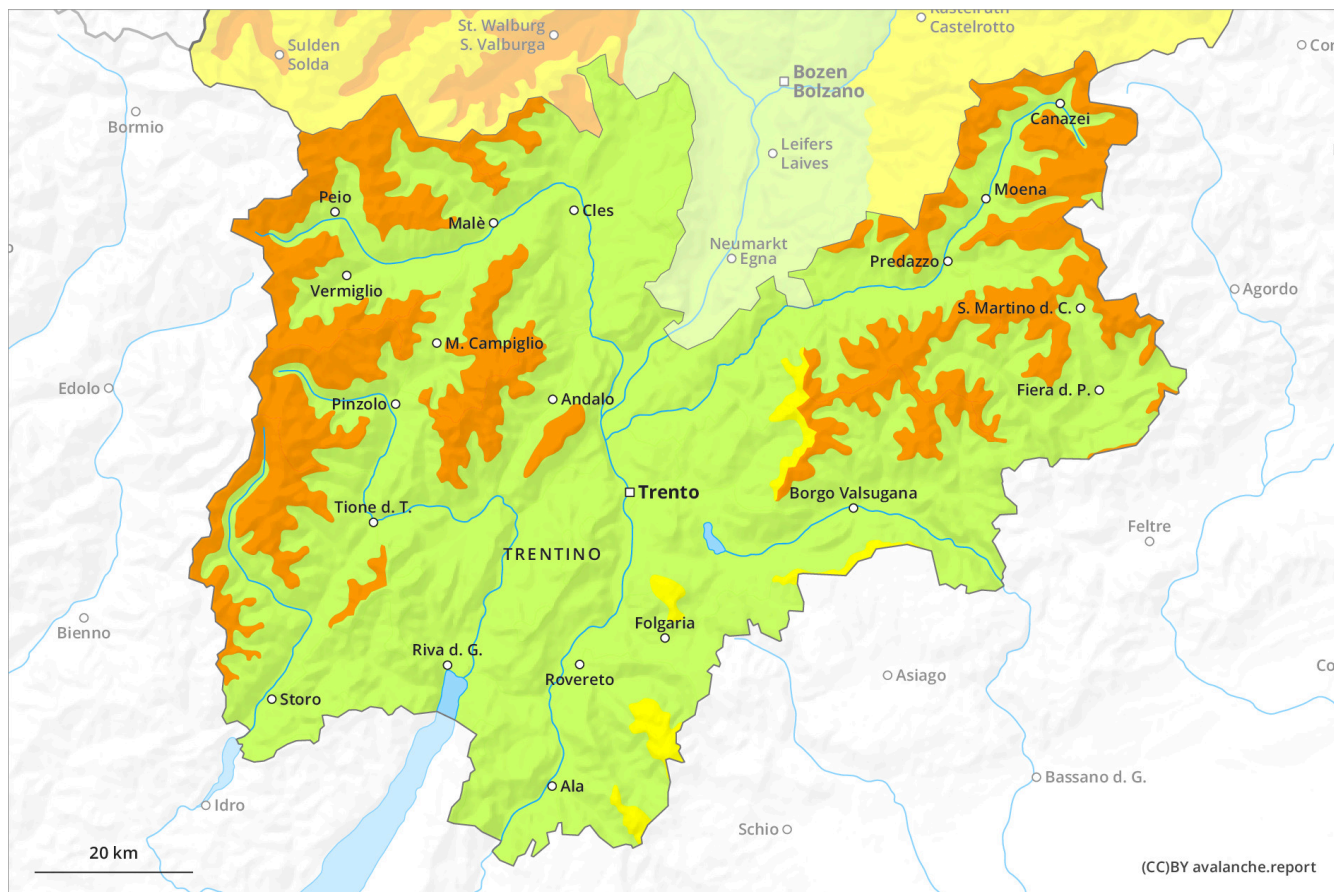 Kastelruth
Castelrotto
St. Walburg
S. Valburga
Sulden
Solda
Bozen
Bolzano
Bormio
Canazei
Leifers
Laives
Moena
Peio
Malè
Cles
Neumarkt
Egna
Predazzo
Vermiglio
Agordo
S. Martino d. C.
M. Campiglio
Edolo
Fiera d. P.
Pinzolo
Andalo
Trento
Borgo Valsugana
Tione d. T.
Feltre
TRENTINO
Bienno
Folgaria
Riva d. G.
Rovereto
Asiago
Co
Storo
Bassano d. G.
Ala
Idro
Schio
20 km
(CC)BY avalanche.report